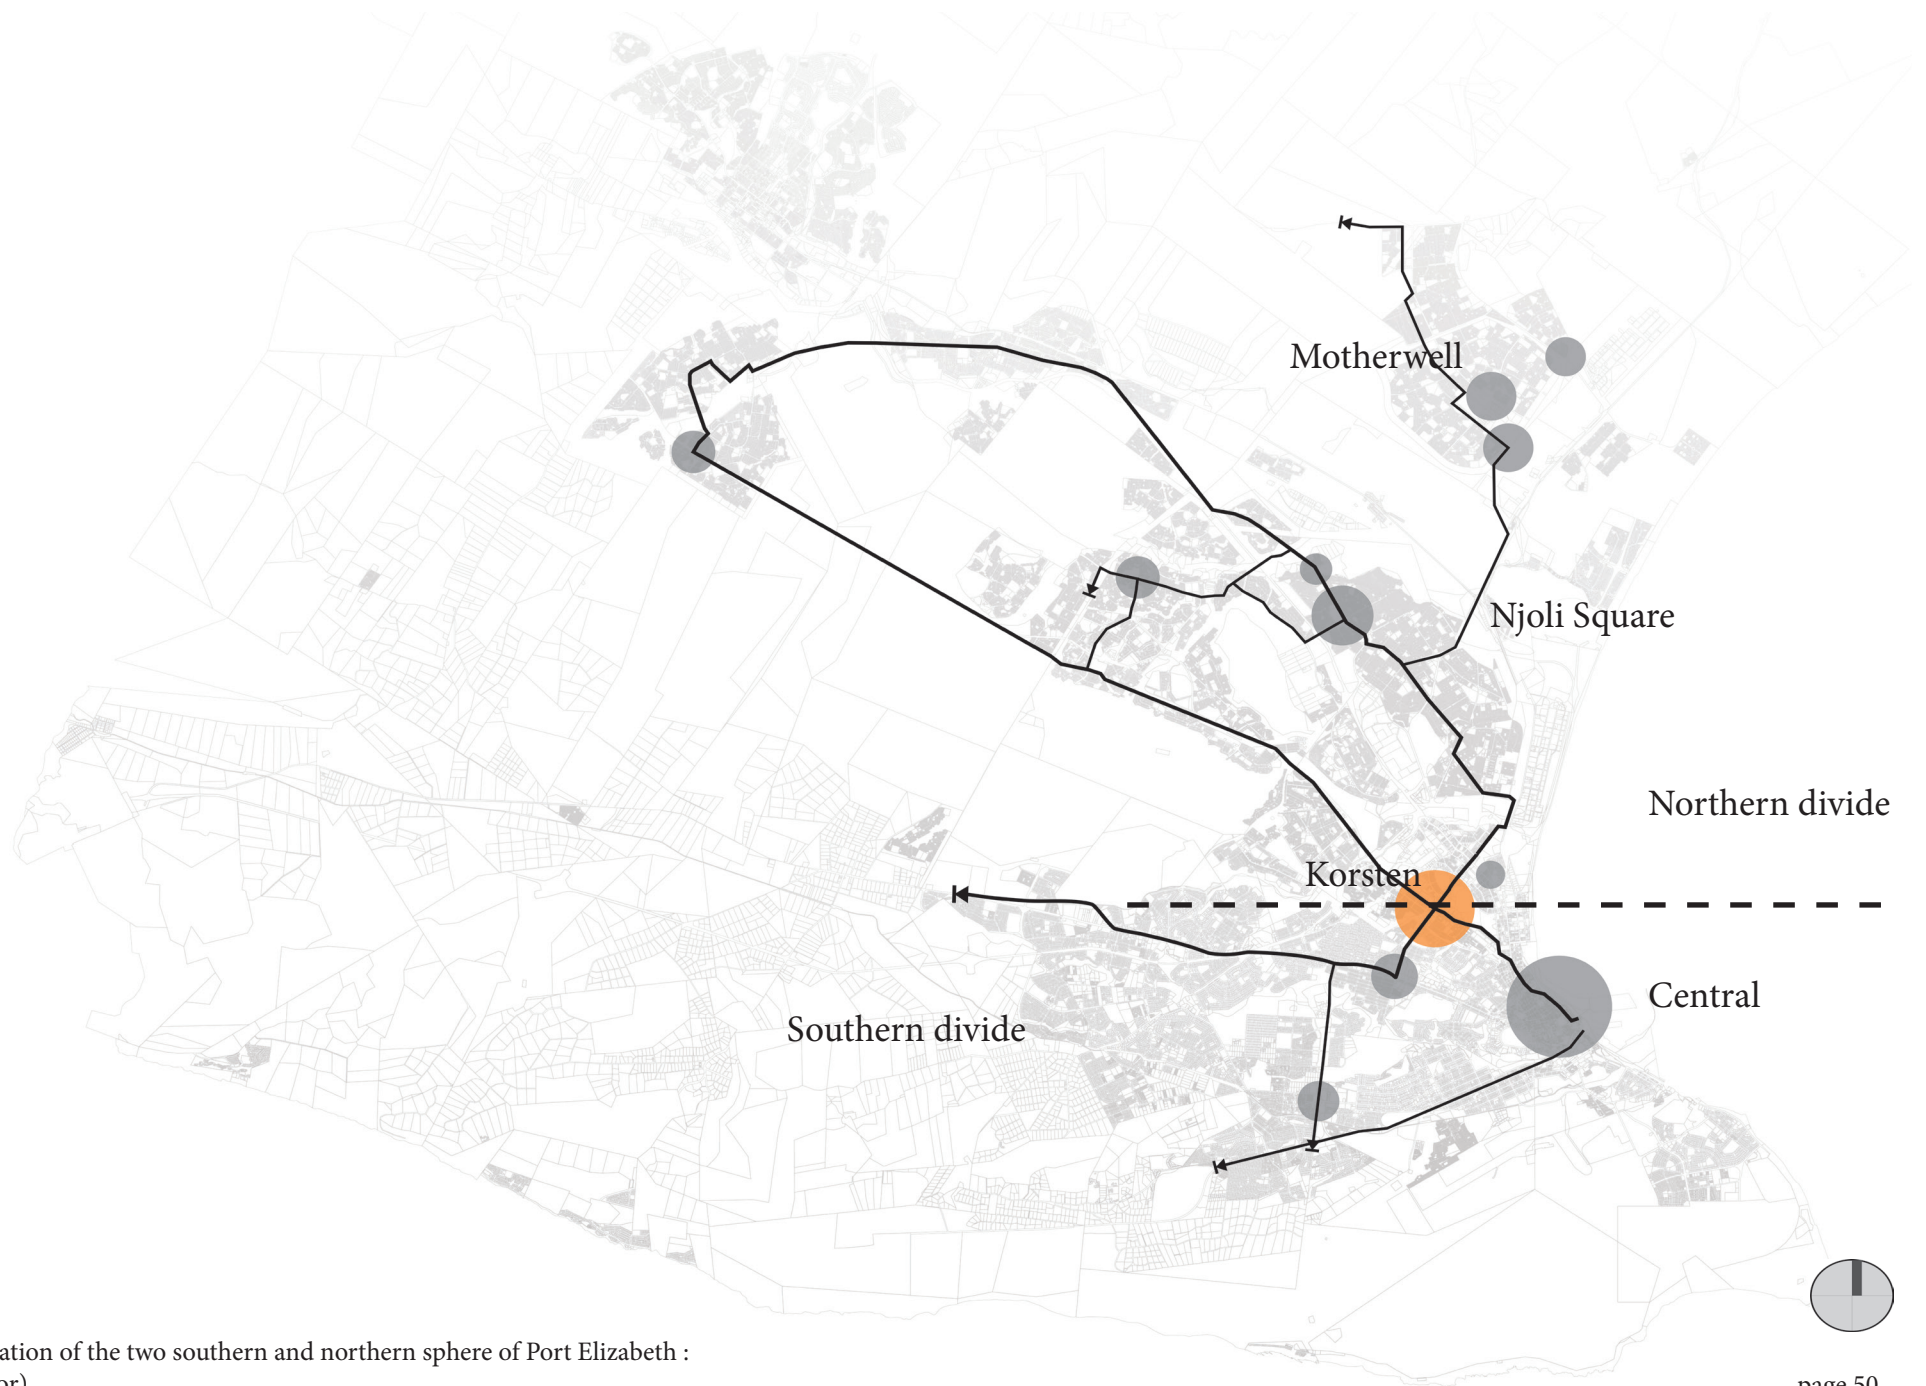 Motherwell
Njoli Square
Northern divide
Korsten
Central
Southern divide
ation of the two southern and northern sphere of Port Elizabeth :
or)
page 50